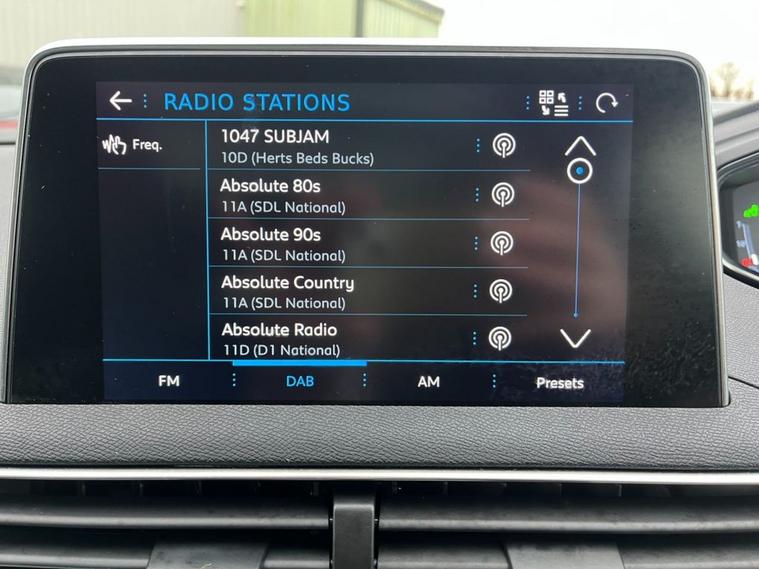 RADIO STATIONS
Freq.
1047 SUBJAM
10D (Herts Beds Bucks)
Absolute 80s
11A (SDL National)
Absolute 90s
11A (SDL National)
Absolute Country
11A (SDL National)
Absolute Radio
11D (D1 National)
FM
DAB
AM
Presets